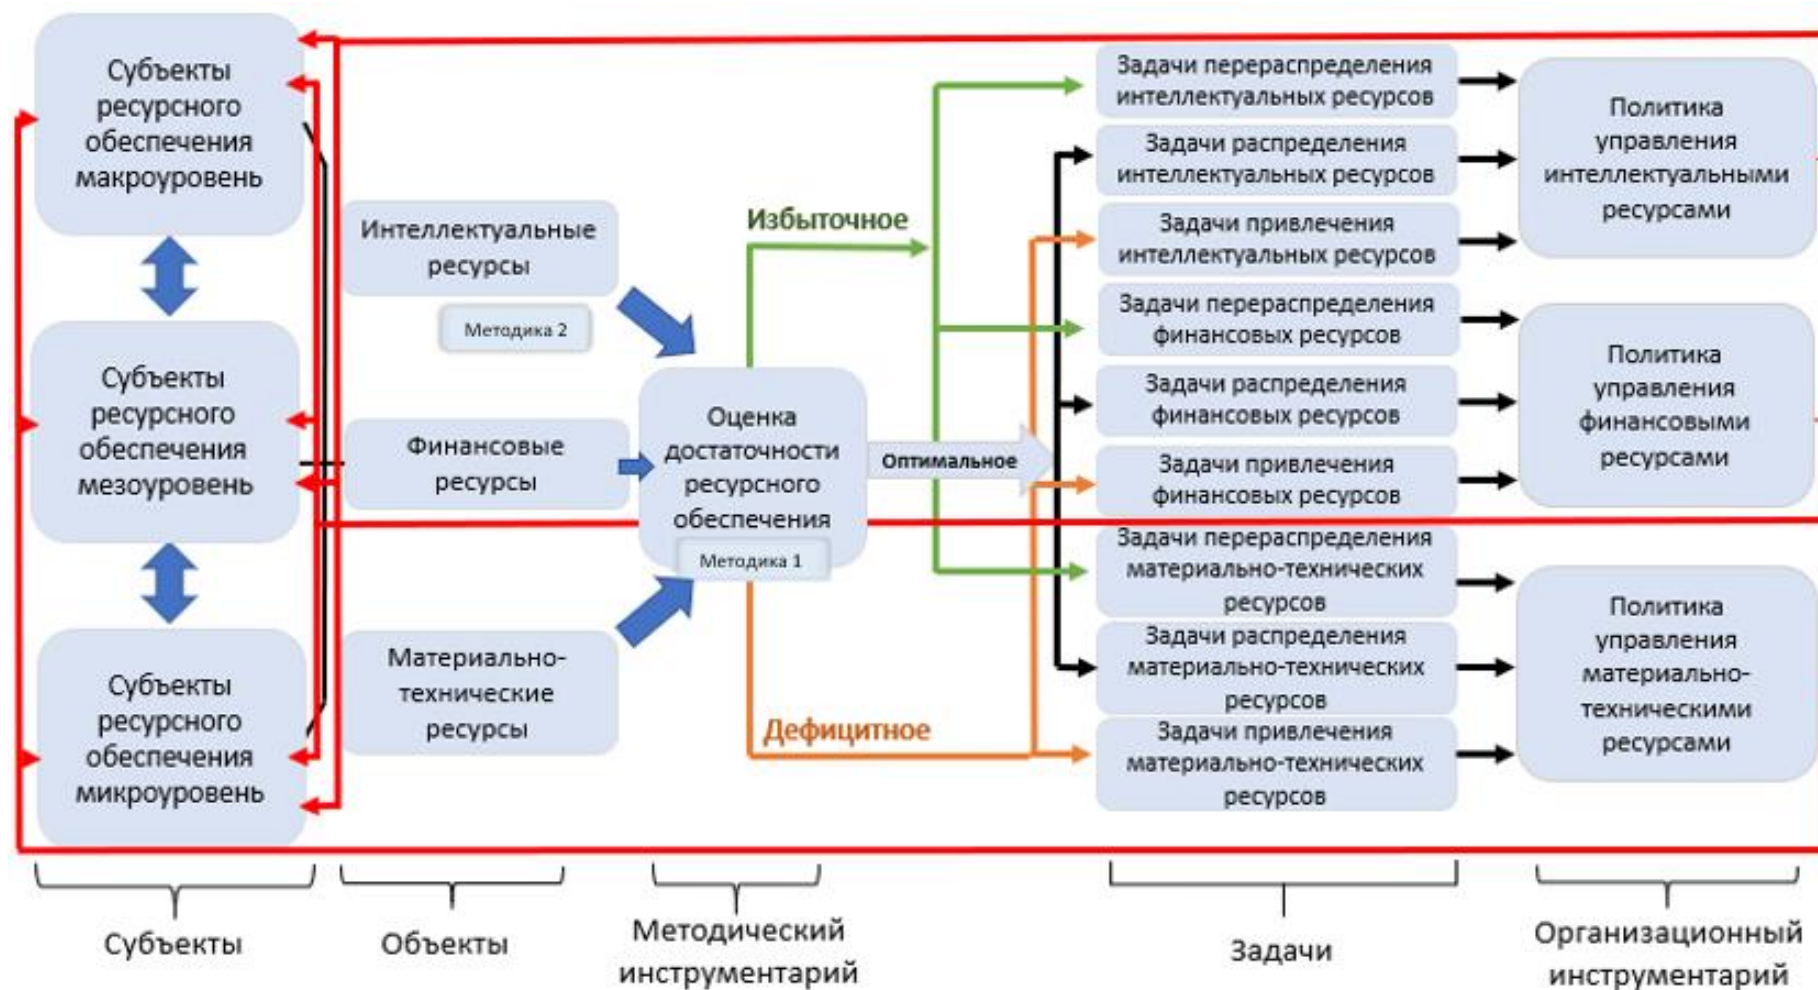 Субъекты
ресурсного
обеспечения
макроуровень
Субъекты
ресурсного
обеспечения
мезоуровень
Субъекты
ресурсного
обеспечения
микроуровень
Интеллектуальные
ресурсы
Методика 2
Финансовые
ресурсы
Материально-
технические
ресурсы
Оценка
достаточности
ресурсного
обеспечения
Методика 1
Избыточное
Оптимальное
Дефицитное
Задачи перераспределения
интеллектуальных ресурсов
Задачи распределения
интеллектуальных ресурсов
Задачи привлечения
интеллектуальных ресурсов
Задачи перераспределения
финансовых ресурсов
Задачи распределения
финансовых ресурсов
Задачи привлечения
финансовых ресурсов
Задачи перераспределения
материально-технических
ресурсов
Задачи распределения
материально-технических
ресурсов
Задачи привлечения
материально-технических
ресурсов
Политика
управления
интеллектуальными
ресурсами
Политика
управления
финансовыми
ресурсами
Политика
управления
материально-
техническими
ресурсами
Субъекты
Объекты
Методический
инструментарий
Задачи
Организационный
инструментарий